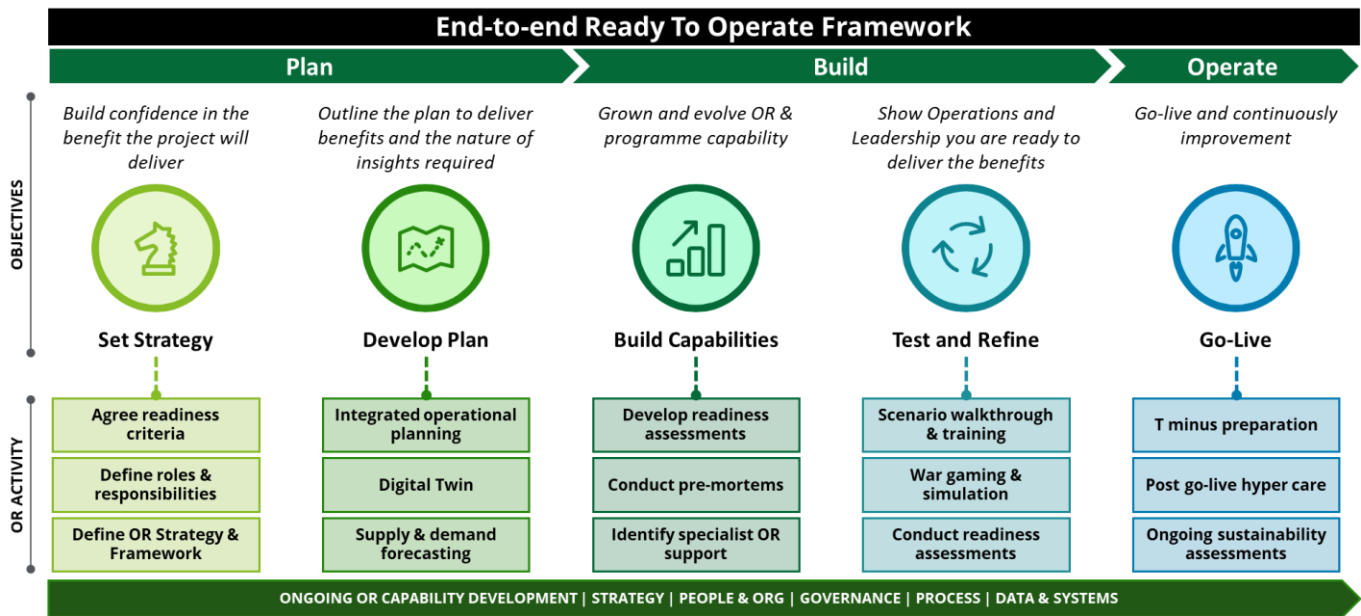 End-to-end Ready To Operate Framework
Plan
Build
Operate
OBJECTIVES
Build confidence in the
benefit the project will
deliver
Outline the plan to deliver
benefits and the nature of
insights required
Grown and evolve OR &
programme capability
Show Operations and
Leadership you are ready to
deliver the benefits
Go-live and continuously
improvement
Set Strategy
Develop Plan
Build Capabilities
Test and Refine
Go-Live
OR ACTIVITY
Agree readiness
criteria
Define roles &
responsibilities
Define OR Strategy &
Framework
Integrated operational
planning
Digital Twin
Supply & demand
forecasting
Develop readiness
assessments
Conduct pre-mortems
Identify specialist OR
support
Scenario walkthrough
& training
War gaming &
simulation
Conduct readiness
assessments
T minus preparation
Post go-live hyper care
Ongoing sustainability
assessments
ONGOING OR CAPABILITY DEVELOPMENT | STRATEGY | PEOPLE & ORG | GOVERNANCE | PROCESS | DATA & SYSTEMS